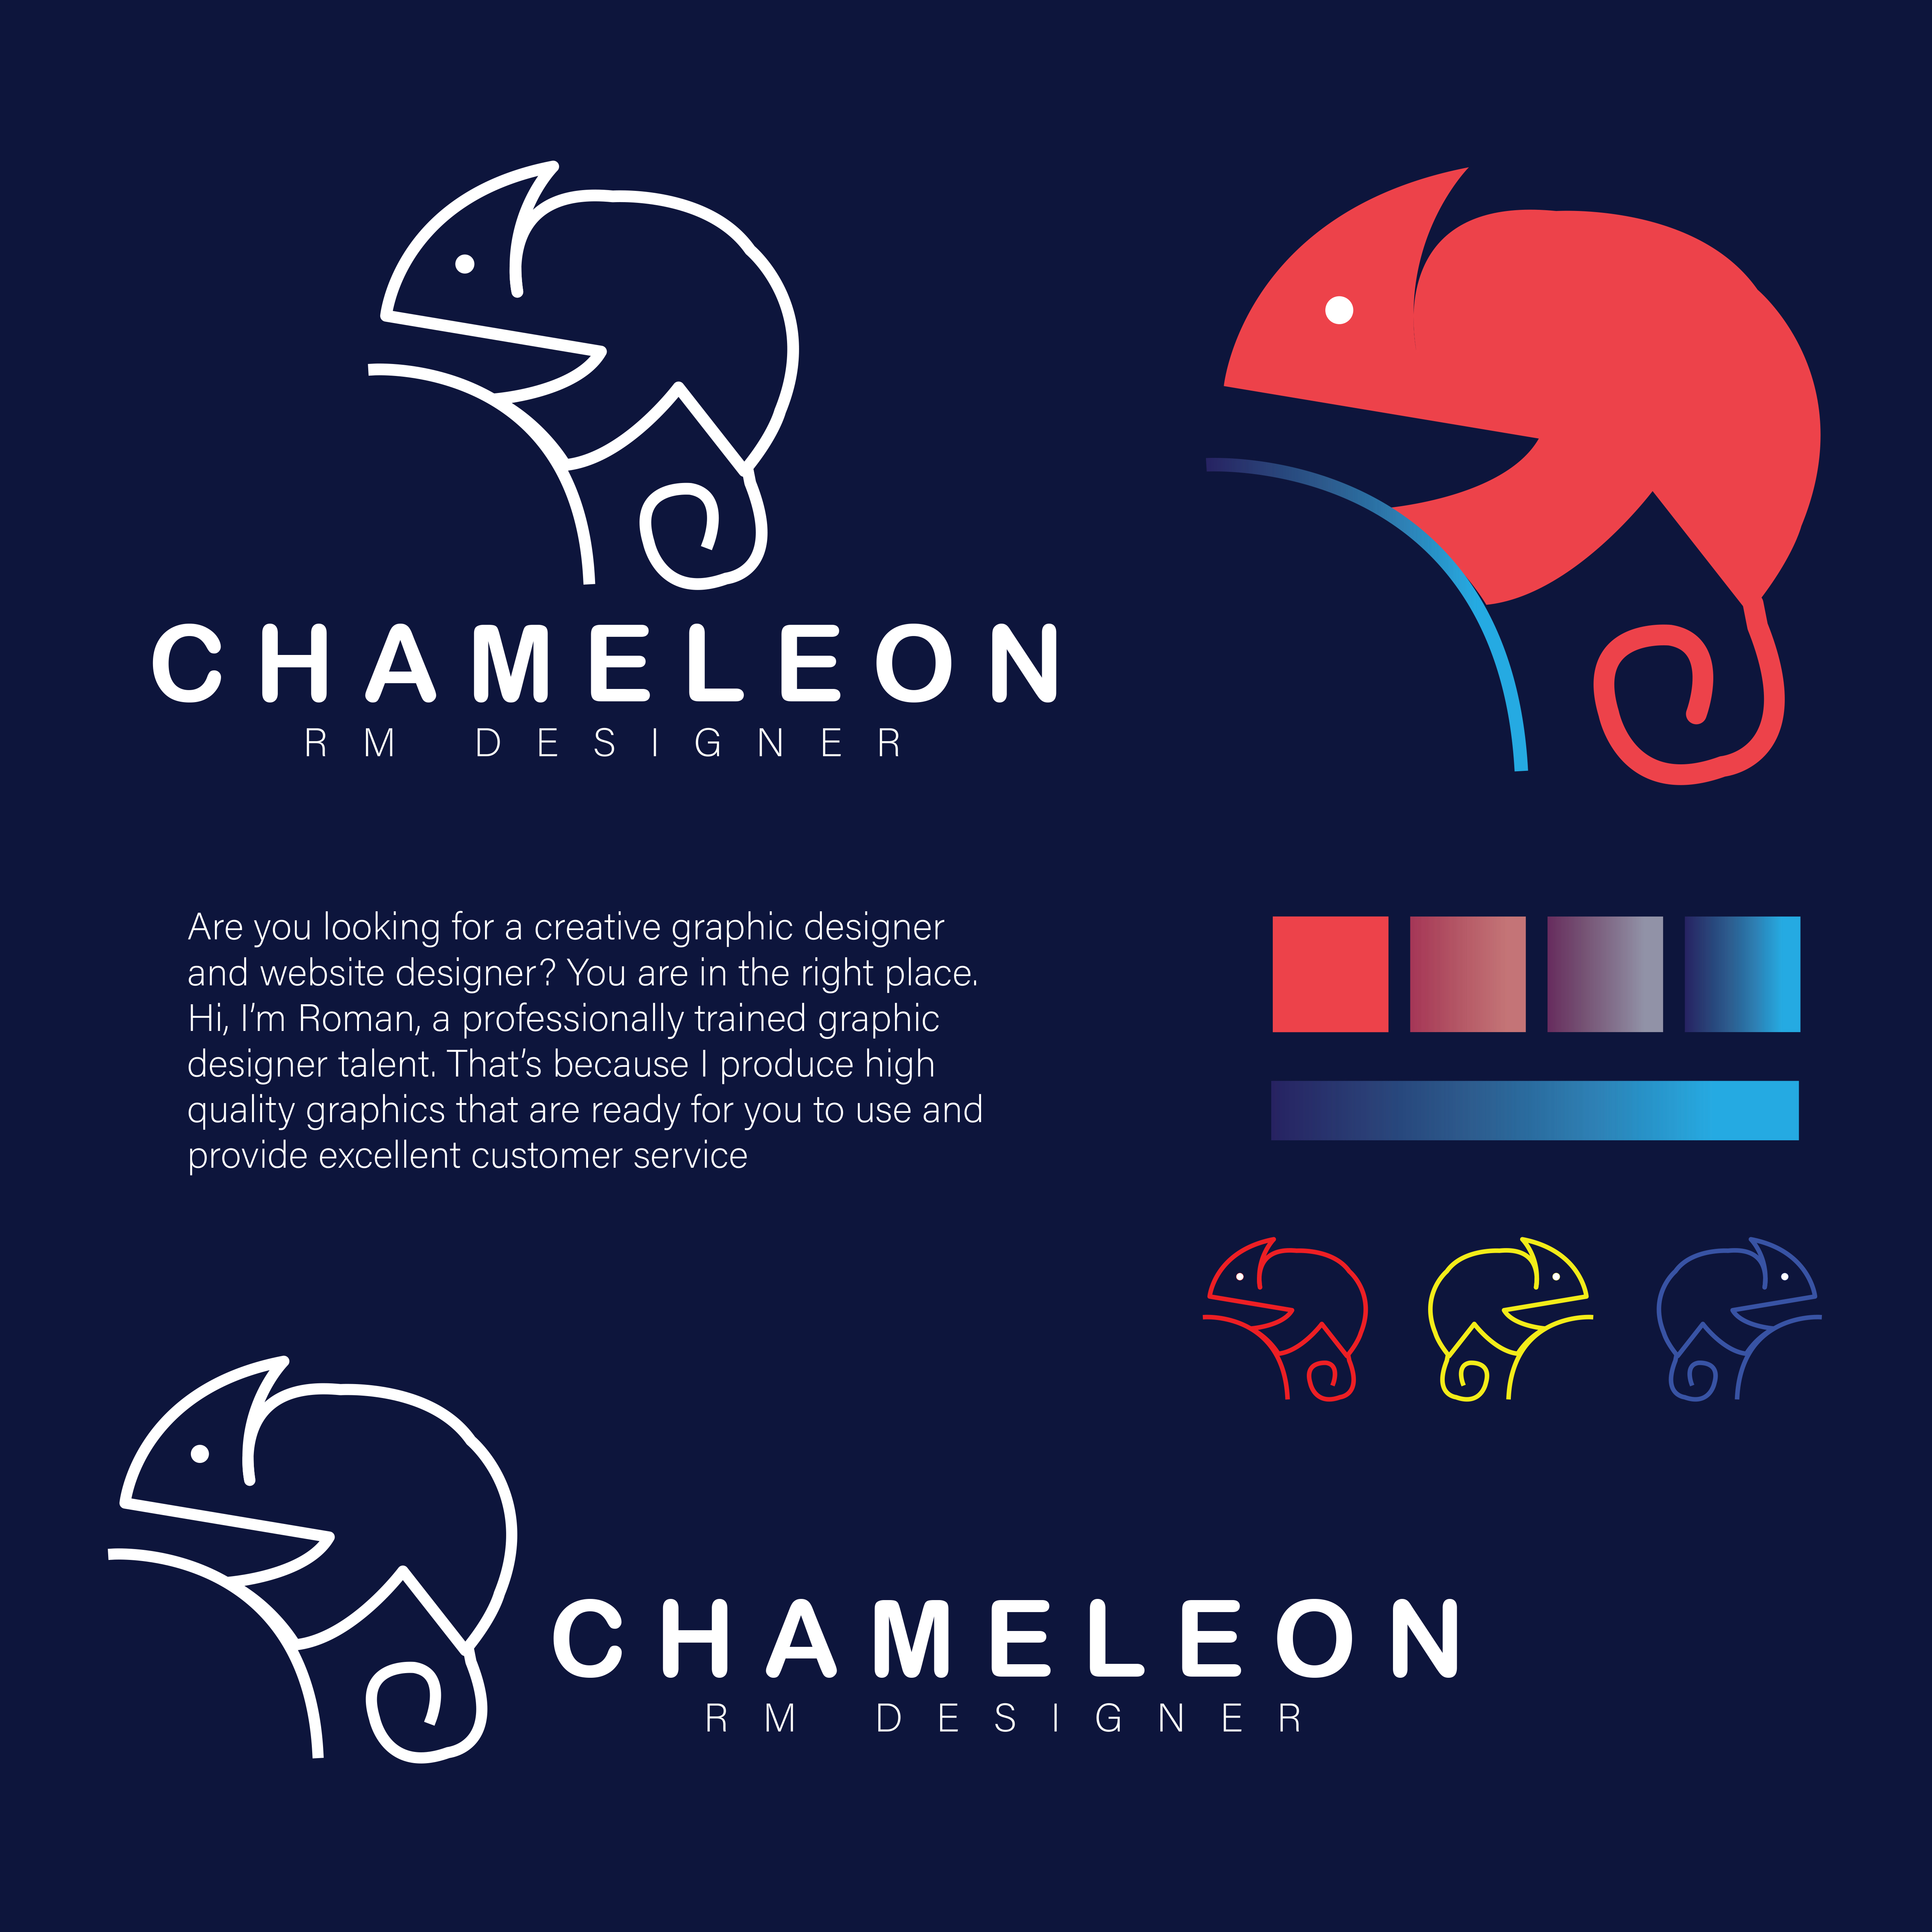 CHAMELEON
RM DESIGNER
Are you looking for a creative graphic designer
and website designer? You are in the right place.
Hi, I'm Roman, a professionally trained graphic
designer talent. That's because I produce high
quality graphics that are ready for you to use and
provide excellent customer service
CHAMELEON
RM DESIGNER